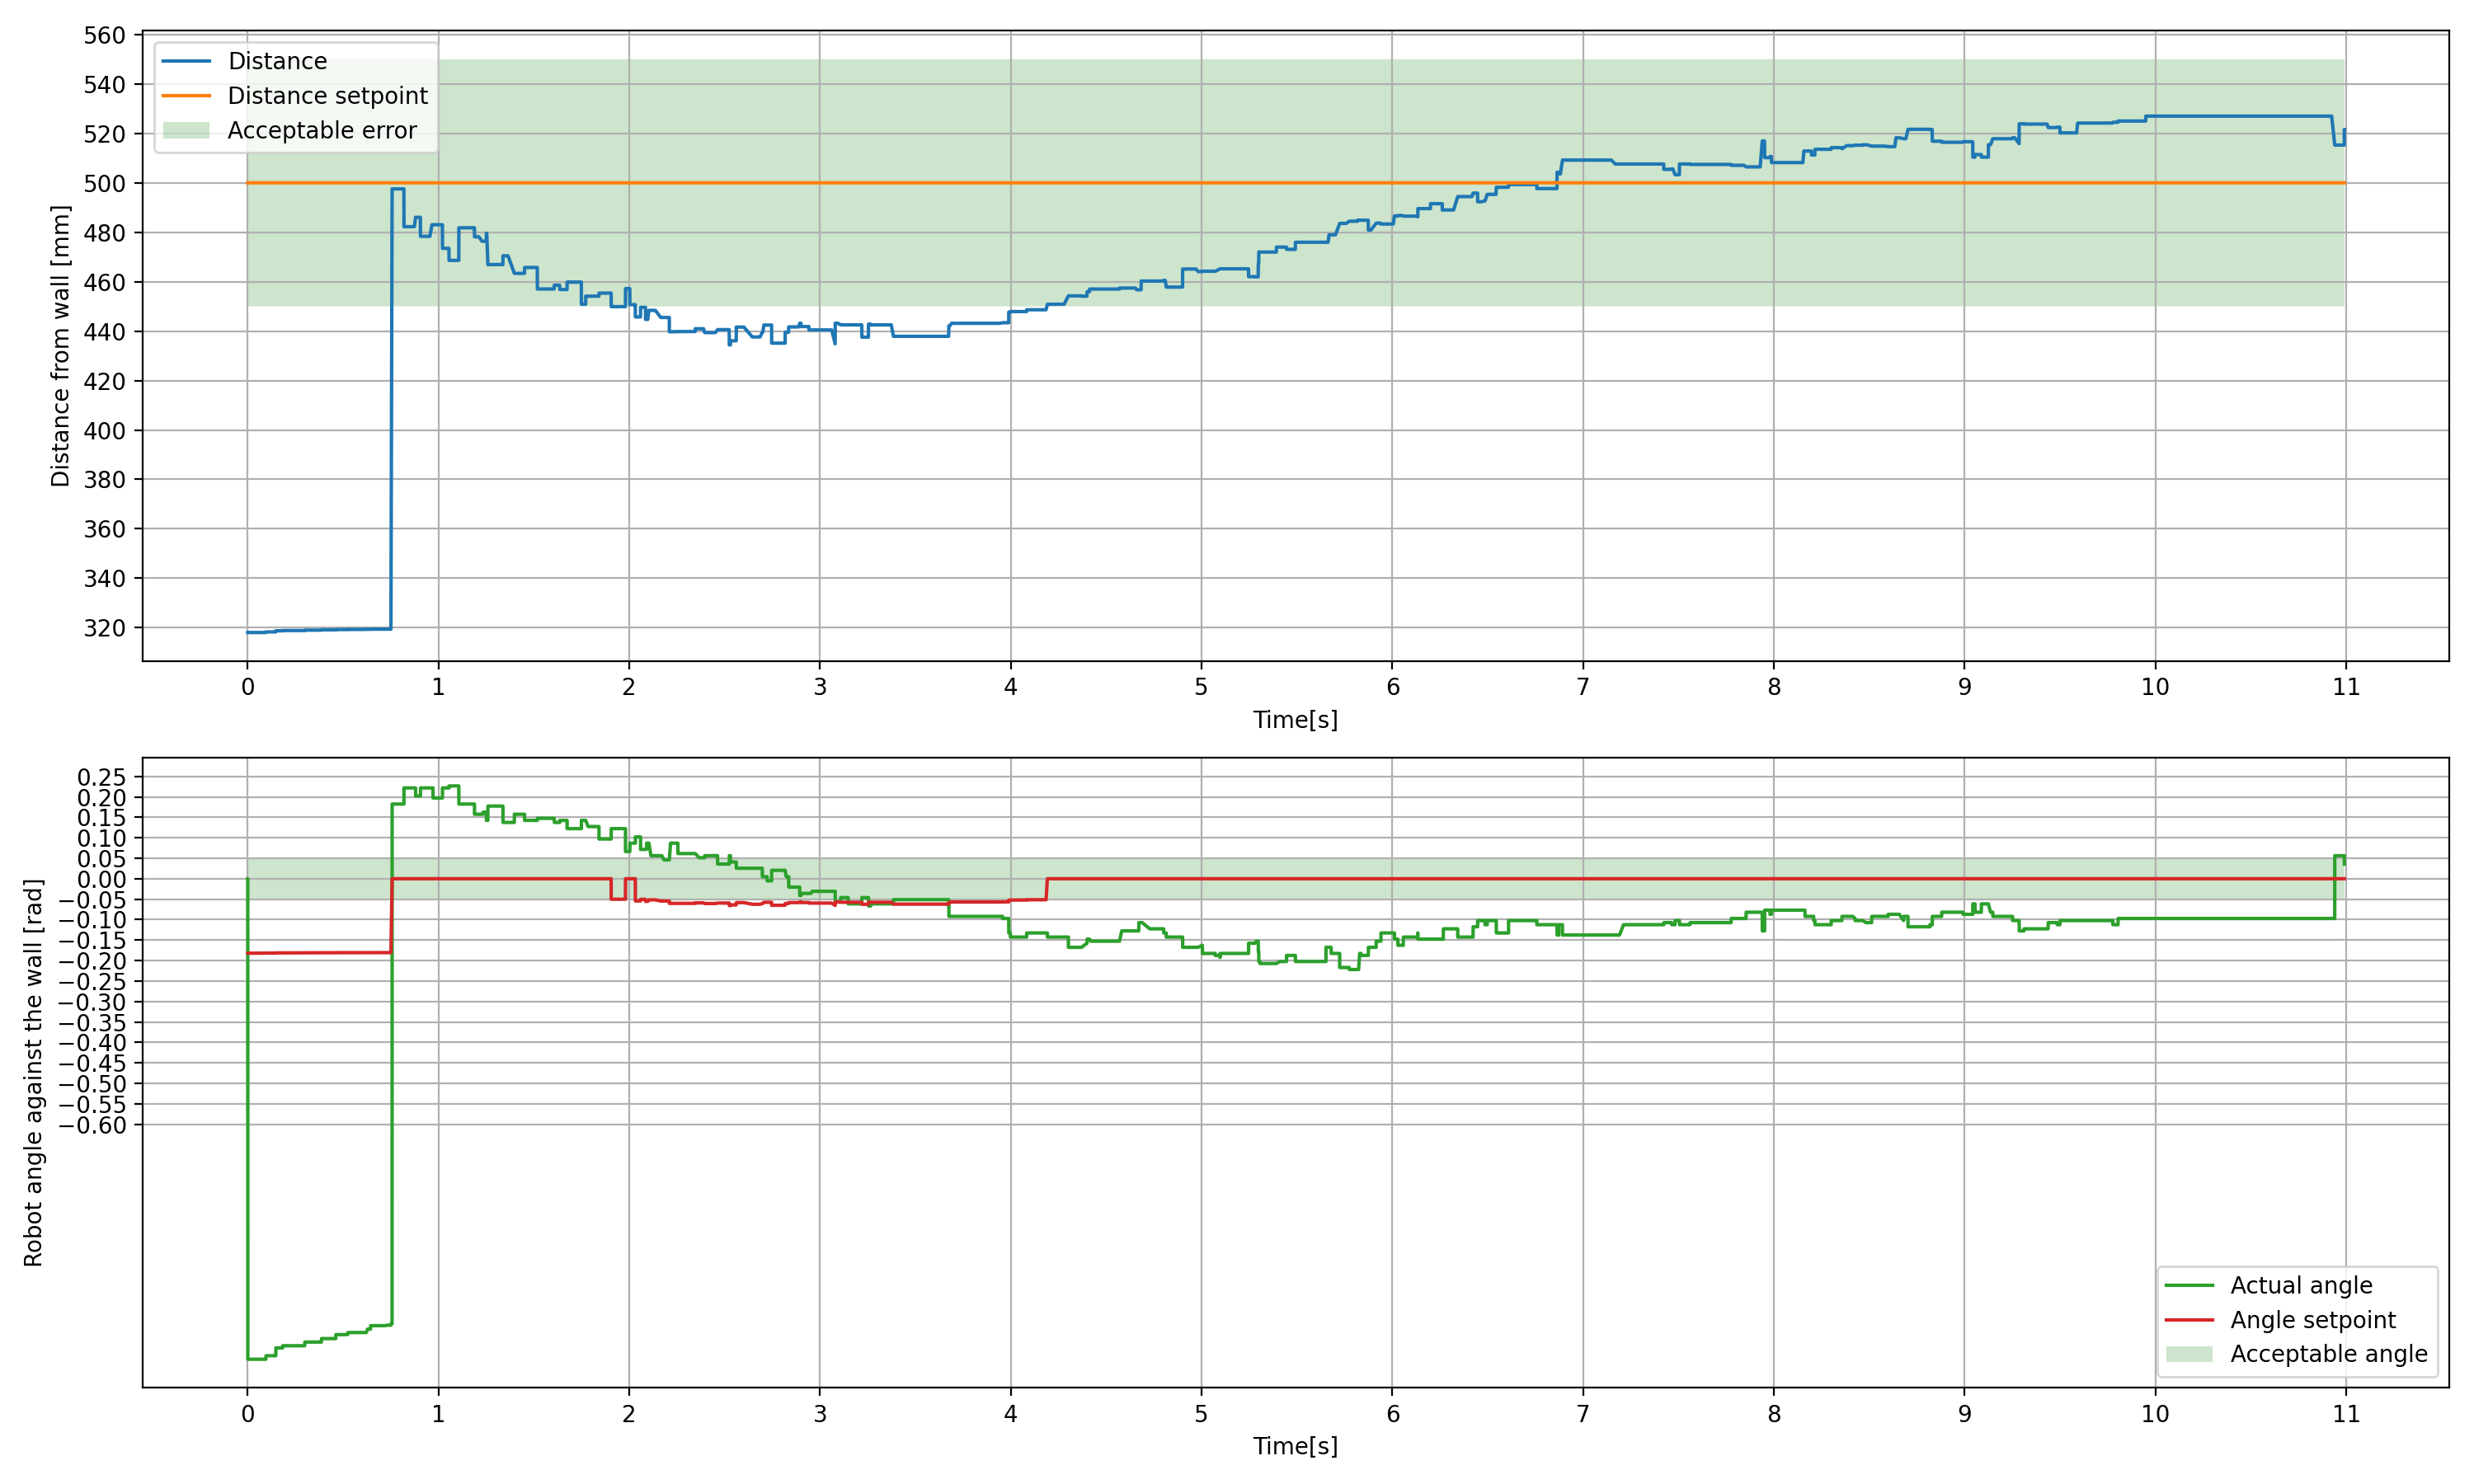 560
540
520
500
480
460
440
420
400
380
360
340
320
Distance from wall [mm]
Distance
Distance setpoint
Acceptable error
0 1 2 3 4 5 6 7 8 9 10 11
Time[s]
0.25
0.20
0.15
0.10
0.05
0.00
−0.05
−0.10
−0.15
−0.20
−0.25
−0.30
−0.35
−0.40
−0.45
−0.50
−0.55
−0.60
Robot angle against the wall [rad]
Actual angle
Angle setpoint
Acceptable angle
0 1 2 3 4 5 6 7 8 9 10 11
Time[s]